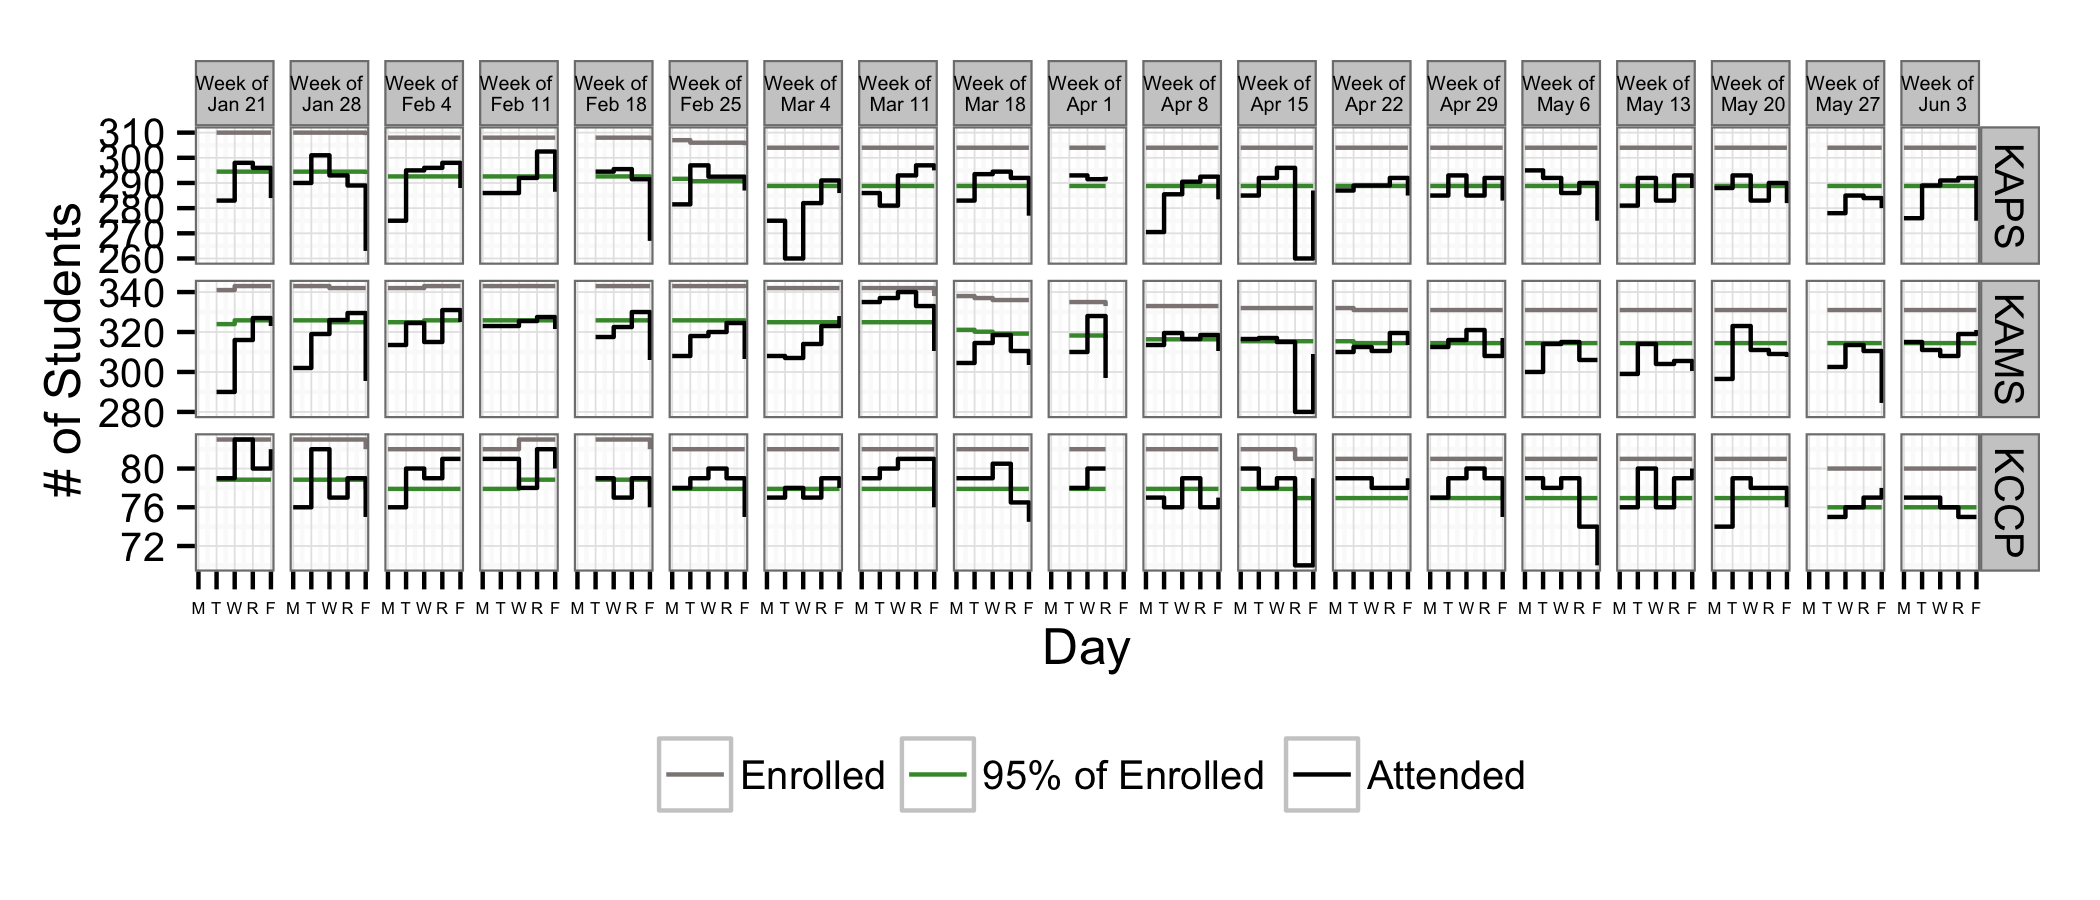 Week of Jan 21
Week of Jan 28
Week of Feb 4
Week of Feb 11
Week of Feb 18
Week of Feb 25
Week of Mar 4
Week of Mar 11
Week of Mar 18
Week of Apr 1
Week of Apr 8
Week of Apr 15
Week of Apr 22
Week of Apr 29
Week of May 6
Week of May 13
Week of May 20
Week of May 27
Week of Jun 3
# of Students
310
300
290
280
270
260
KAPS
340
320
300
280
KAMS
80
76
72
KCCP
M T W R F M T W R F M T W R F M T W R F M T W R F M T W R F M T W R F M T W R F M T W R F M T W R F M T W R F M T W R F M T W R F M T W R F M T W R F M T W R F M T W R F M T W R F M T W R F
Day
Enrolled 95% of Enrolled Attended